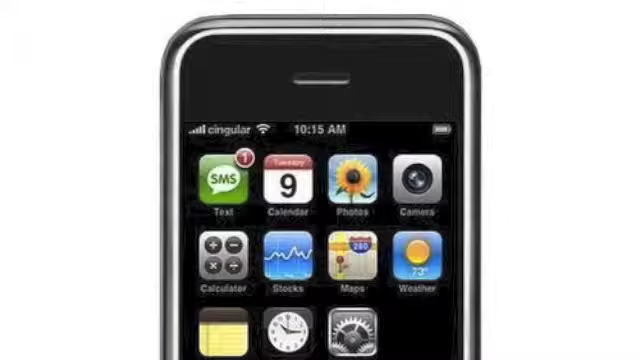 cingular 10:15 AM
1
SMS
Tuesday
9
Text Calendar Photos Camera
280
73°
Calculator Stocks Maps Weather